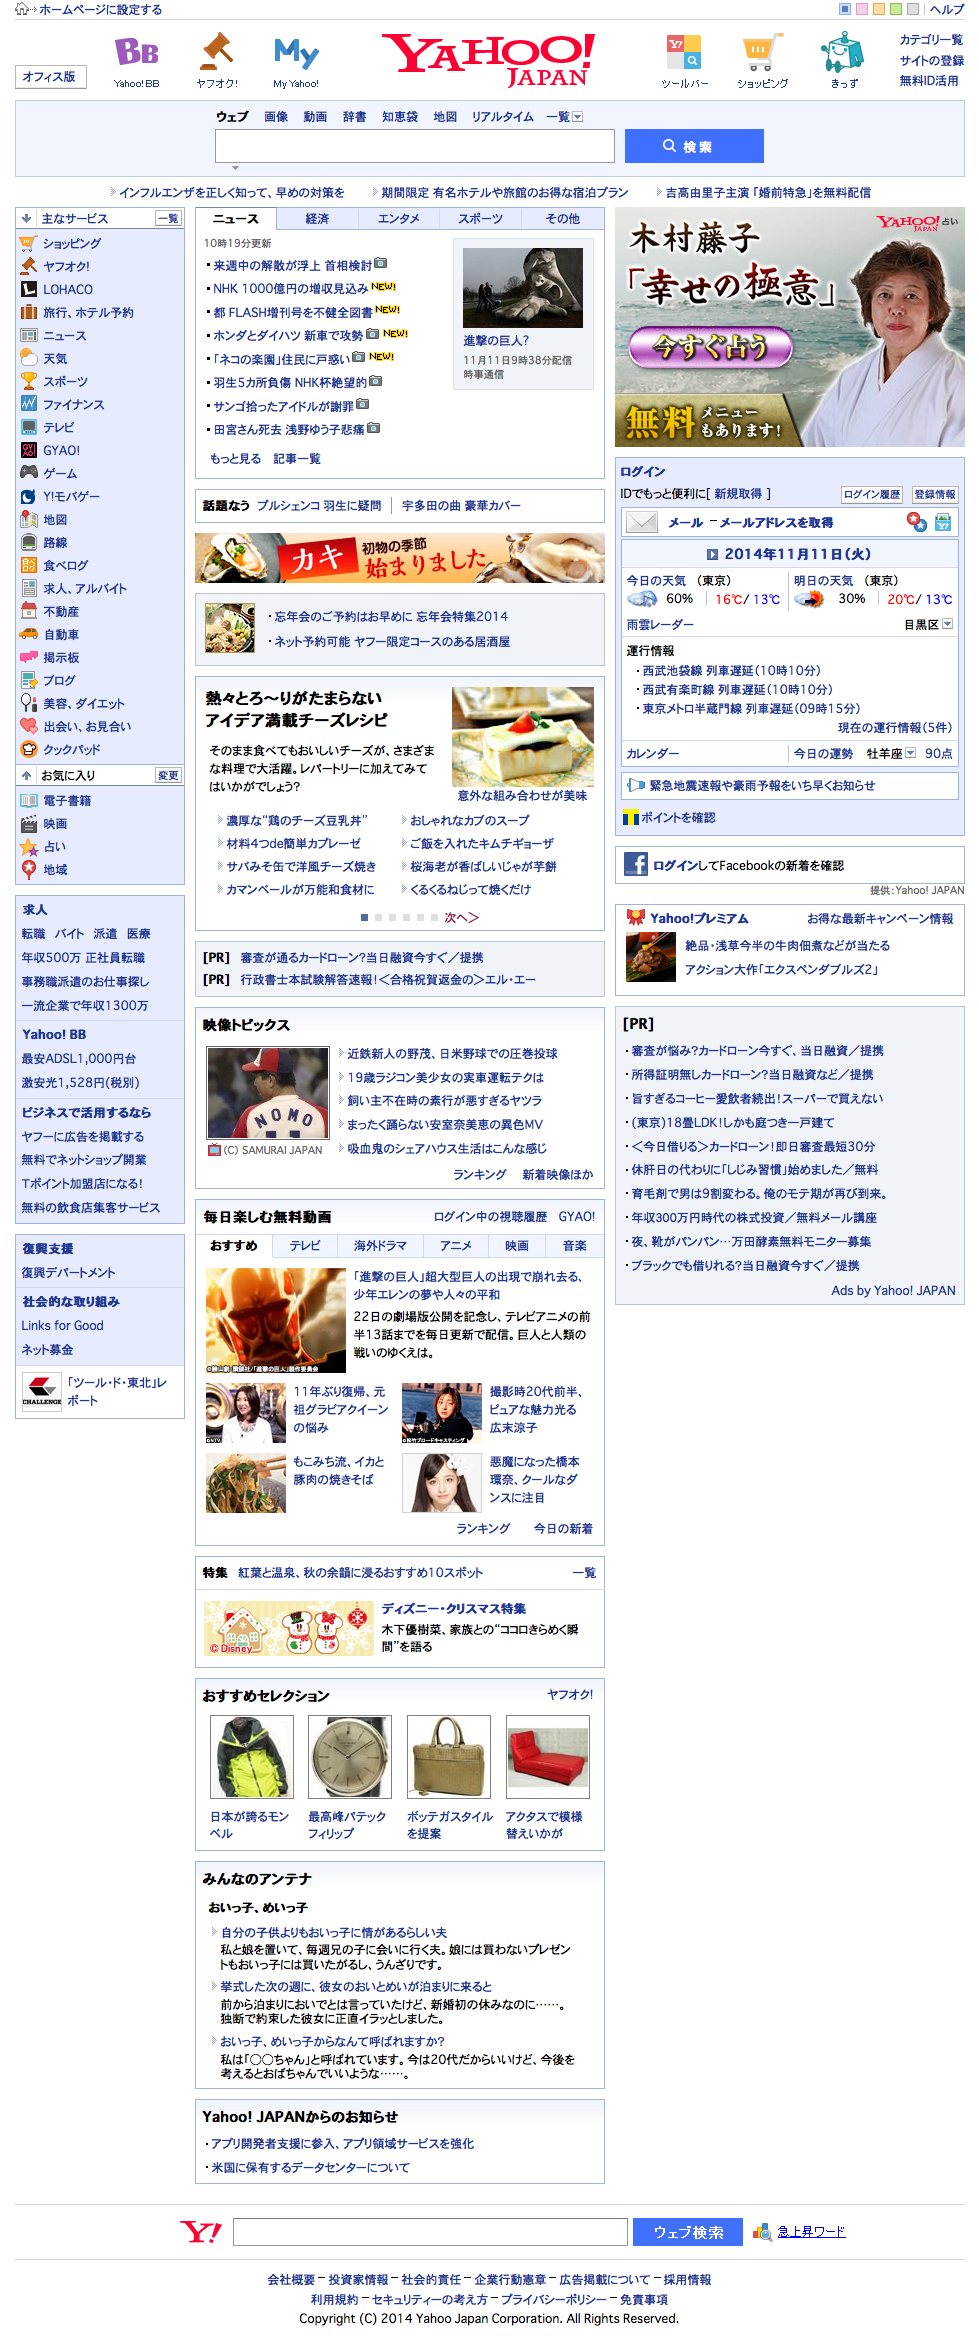 ホームページに設定する
ヘルプ
オフィス版
BB
Yahoo! BB
ヤフオク!
My
My Yahoo!
YAHOO!
JAPAN
ツールバー
ショッピング
きっず
カテゴリ一覧
サイトの登録
無料ID活用
ウェブ 画像 動画 辞書 知恵袋 地図 リアルタイム 一覧
検索
インフルエンザを正しく知って、早めの対策を
期間限定 有名ホテルや旅館のお得な宿泊プラン
吉高由里子主演「婚前特急」を無料配信
主なサービス 一覧
ショッピング
ヤフオク!
LOHACO
旅行、ホテル予約
ニュース
天気
スポーツ
ファイナンス
テレビ
GYAO!
ゲーム
Y!モバゲー
地図
路線
食べログ
求人、アルバイト
不動産
自動車
掲示板
ブログ
美容、ダイエット
出会い、お見合い
クックパッド
お気に入り 変更
電子書籍
映画
占い
地域
求人
転職 バイト 派遣 医療
年収500万 正社員転職
事務職派遣のお仕事探し
一流企業で年収1300万
Yahoo! BB
最安ADSL1,000円台
激安光1,528円(税別)
ビジネスで活用するなら
ヤフーに広告を掲載する
無料でネットショップ開業
Tポイント加盟店になる!
無料の飲食店集客サービス
復興支援
復興デパートメント
社会的な取り組み
Links for Good
ネット募金
CHALLENGE
「ツール・ド・東北」レ
ポート
ニュース 経済 エンタメ スポーツ その他
10時19分更新
・来週中の解散が浮上 首相検討
・NHK 1000億円の増収見込み NEW!
・都 FLASH増刊号を不健全図書 NEW!
・ホンダとダイハツ 新車で攻勢 NEW!
・「ネコの楽園」住民に戸惑い NEW!
・羽生5カ所負傷 NHK杯絶望的
・サンゴ拾ったアイドルが謝罪
・田宮さん死去 浅野ゆう子悲痛
もっと見る 記事一覧
進撃の巨人?
11月11日9時38分配信
時事通信
話題なう プルシェンコ 羽生に疑問 宇多田の曲 豪華カバー
カキ 初物の季節
始まりました
・忘年会のご予約はお早めに 忘年会特集2014
・ネット予約可能 ヤフー限定コースのある居酒屋
熱々とろ〜りがたまらない
アイデア満載チーズレシピ
そのまま食べてもおいしいチーズが、さまざま
な料理で大活躍。レパートリーに加えてみて
はいかがでしょう?
意外な組み合わせが美味
濃厚な“鶏のチーズ豆乳丼”
材料4つde簡単カプレーゼ
サバみそ缶で洋風チーズ焼き
カマンベールが万能和食材に
おしゃれなカブのスープ
ご飯を入れたキムチギョーザ
桜海老が香ばしいじゃが芋餅
くるくるねじって焼くだけ
次へ>
[PR] 審査が通るカードローン?当日融資今すぐ/提携
[PR] 行政書士本試験解答速報!<合格祝賀返金の>エル・エー
映像トピックス
NOMO
(C) SAMURAI JAPAN
近鉄新人の野茂、日米野球での圧巻投球
19歳ラジコン美少女の実車運転テクは
飼い主不在時の素行が悪すぎるヤツラ
まったく踊らない安室奈美恵の異色MV
吸血鬼のシェアハウス生活はこんな感じ
ランキング 新着映像ほか
毎日楽しむ無料動画 ログイン中の視聴履歴 GYAO!
おすすめ テレビ 海外ドラマ アニメ 映画 音楽
「進撃の巨人」超大型巨人の出現で崩れ去る、
少年エレンの夢や人々の平和
22日の劇場版公開を記念し、テレビアニメの前
半13話までを毎日更新で配信。巨人と人類の
戦いのゆくえは。
©諫山創・講談社/「進撃の巨人」製作委員会
11年ぶり復帰、元
祖グラビアクイーン
の悩み
©NTV
撮影時20代前半、
ピュアな魅力光る
広末涼子
©松竹ブロードキャスティング
もこみち流、イカと
豚肉の焼きそば
悪魔になった橋本
環奈、クールなダ
ンスに注目
ランキング 今日の新着
特集 紅葉と温泉、秋の余韻に浸るおすすめ10スポット 一覧
© Disney
ディズニー・クリスマス特集
木下優樹菜、家族との“ココロきらめく瞬
間”を語る
おすすめセレクション ヤフオク!
日本が誇るモン
ベル
最高峰パテック
フィリップ
ボッテガスタイル
を提案
アクタスで模様
替えいかが
みんなのアンテナ
おいっ子、めいっ子
自分の子供よりもおいっ子に情があるらしい夫
私と娘を置いて、毎週兄の子に会いに行く夫。娘には買わないプレゼン
トもおいっ子には買いたがるし、うんざりです。
挙式した次の週に、彼女のおいとめいが泊まりに来ると
前から泊まりにおいでとは言っていたけど、新婚初の休みなのに……。
独断で約束した彼女に正直イラッとしました。
おいっ子、めいっ子からなんて呼ばれますか?
私は「○○ちゃん」と呼ばれています。今は20代だからいいけど、今後を
考えるとおばちゃんでいいような……。
Yahoo! JAPANからのお知らせ
・アプリ開発者支援に参入、アプリ領域サービスを強化
・米国に保有するデータセンターについて
YAHOO! JAPAN 占い
木村藤子
「幸せの極意」
今すぐ占う
無料 メニュー
もあります!
ログイン
IDでもっと便利に[ 新規取得 ] ログイン履歴 登録情報
メール - メールアドレスを取得
2014年11月11日(火)
今日の天気 (東京)
60% 16℃/ 13℃
明日の天気 (東京)
30% 20℃/ 13℃
雨雲レーダー 目黒区
運行情報
・西武池袋線 列車遅延(10時10分)
・西武有楽町線 列車遅延(10時10分)
・東京メトロ半蔵門線 列車遅延(09時15分)
現在の運行情報(5件)
カレンダー 今日の運勢 牡羊座 90点
緊急地震速報や豪雨予報をいち早くお知らせ
ポイントを確認
ログインしてFacebookの新着を確認
提供：Yahoo! JAPAN
Yahoo!プレミアム お得な最新キャンペーン情報
絶品・浅草今半の牛肉佃煮などが当たる
アクション大作「エクスペンダブルズ2」
[PR]
・審査が悩み?カードローン今すぐ、当日融資/提携
・所得証明無しカードローン?当日融資など/提携
・旨すぎるコーヒー愛飲者続出!スーパーで買えない
・(東京)18畳LDK!しかも庭つき一戸建て
・<今日借りる>カードローン!即日審査最短30分
・休肝日の代わりに「しじみ習慣」始めました/無料
・育毛剤で男は9割変わる。俺のモテ期が再び到来。
・年収300万円時代の株式投資/無料メール講座
・夜、靴がパンパン…万田酵素無料モニター募集
・ブラックでも借りれる?当日融資今すぐ/提携
Ads by Yahoo! JAPAN
Y! ウェブ検索 急上昇ワード
会社概要 - 投資家情報 - 社会的責任 - 企業行動憲章 - 広告掲載について - 採用情報
利用規約 - セキュリティーの考え方 - プライバシーポリシー - 免責事項
Copyright (C) 2014 Yahoo Japan Corporation. All Rights Reserved.